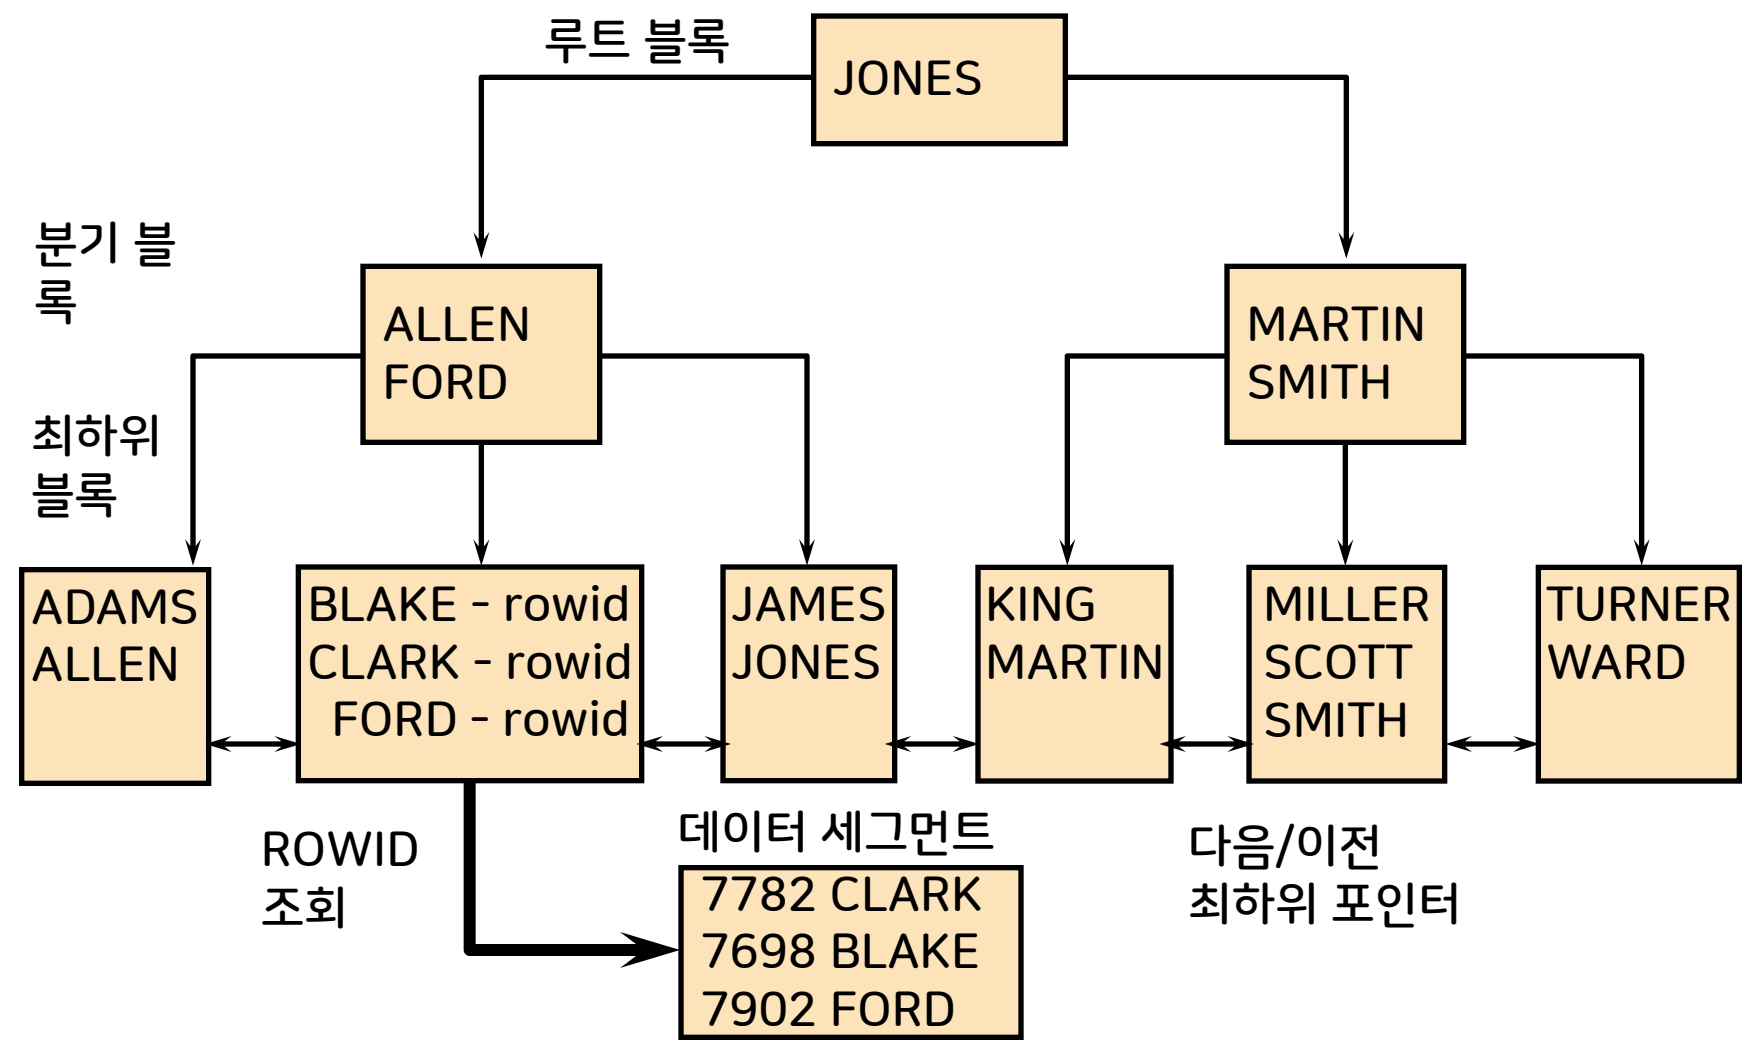 루트 블록
JONES
분기 블
록
ALLEN
FORD
MARTIN
SMITH
최하위
블록
ADAMS
ALLEN
BLAKE - rowid
CLARK - rowid
FORD - rowid
JAMES
JONES
KING
MARTIN
MILLER
SCOTT
SMITH
TURNER
WARD
ROWID
조회
데이터 세그먼트
7782 CLARK
7698 BLAKE
7902 FORD
다음/이전
최하위 포인터